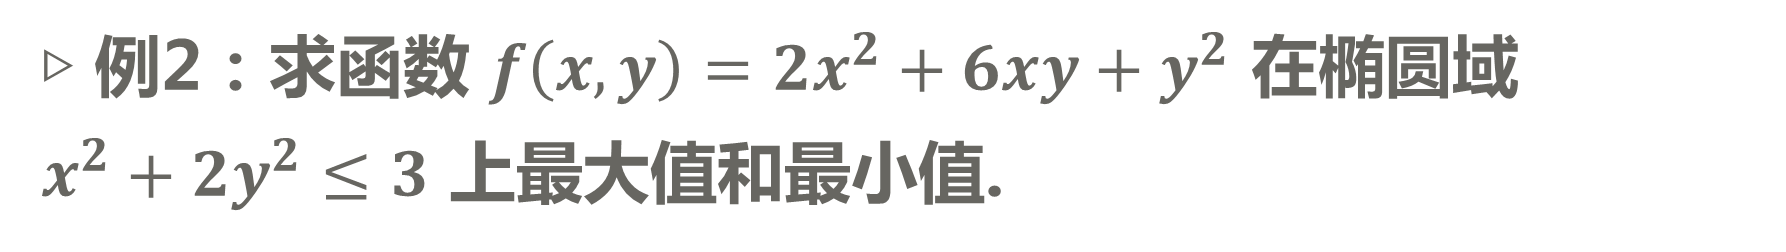 ▷ 例2：求函数 f(x, y) = 2x² + 6xy + y² 在椭圆域
x² + 2y² ≤ 3 上最大值和最小值.